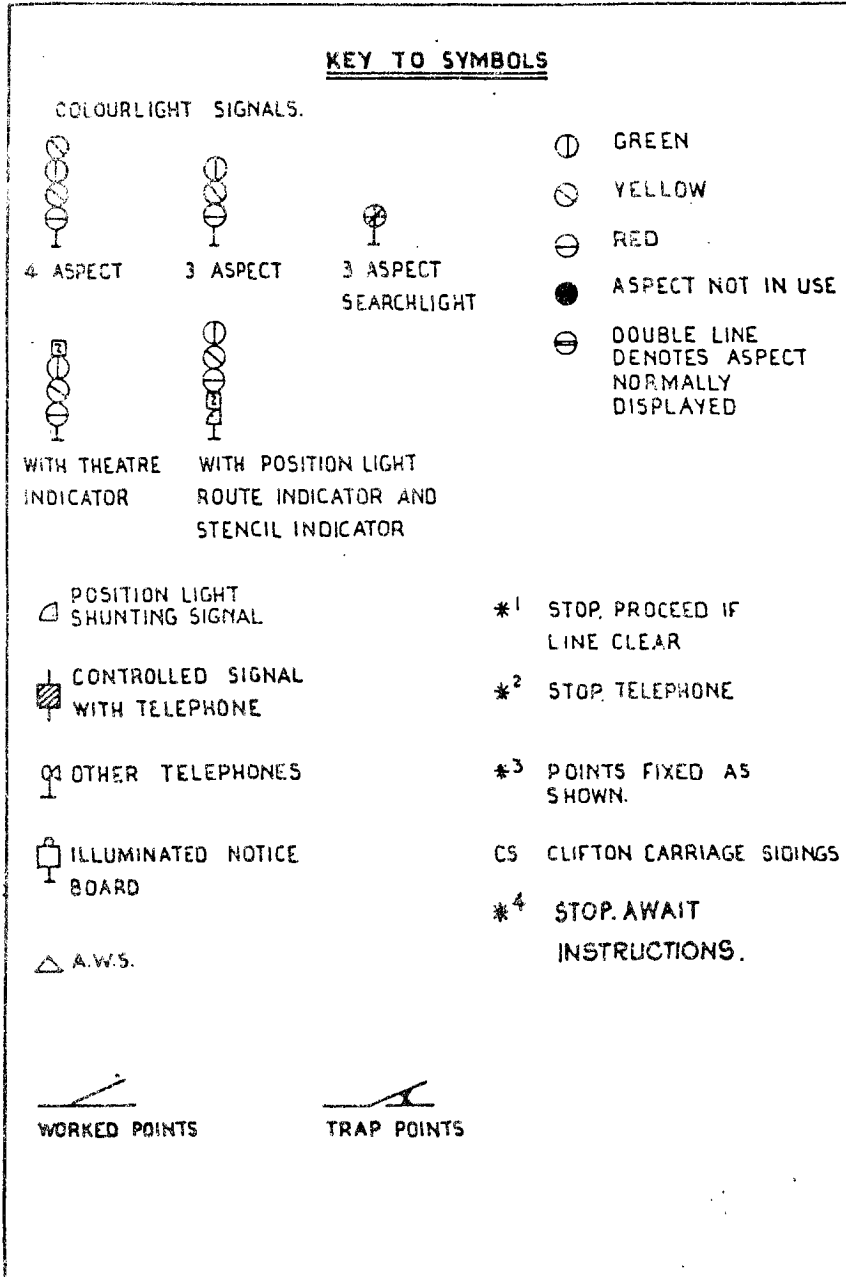 KEY TO SYMBOLS
COLOURLIGHT SIGNALS.
4 ASPECT
3 ASPECT
3 ASPECT
SEARCHLIGHT
GREEN
YELLOW
RED
ASPECT NOT IN USE
DOUBLE LINE
DENOTES ASPECT
NORMALLY
DISPLAYED
WITH THEATRE
INDICATOR
WITH POSITION LIGHT
ROUTE INDICATOR AND
STENCIL INDICATOR
POSITION LIGHT
SHUNTING SIGNAL
CONTROLLED SIGNAL
WITH TELEPHONE
OTHER TELEPHONES
ILLUMINATED NOTICE
BOARD
A.W.S.
*1 STOP. PROCEED IF
LINE CLEAR
*2 STOP. TELEPHONE
*3 POINTS FIXED AS
SHOWN.
CS CLIFTON CARRIAGE SIDINGS
*4 STOP. AWAIT
INSTRUCTIONS.
WORKED POINTS
TRAP POINTS